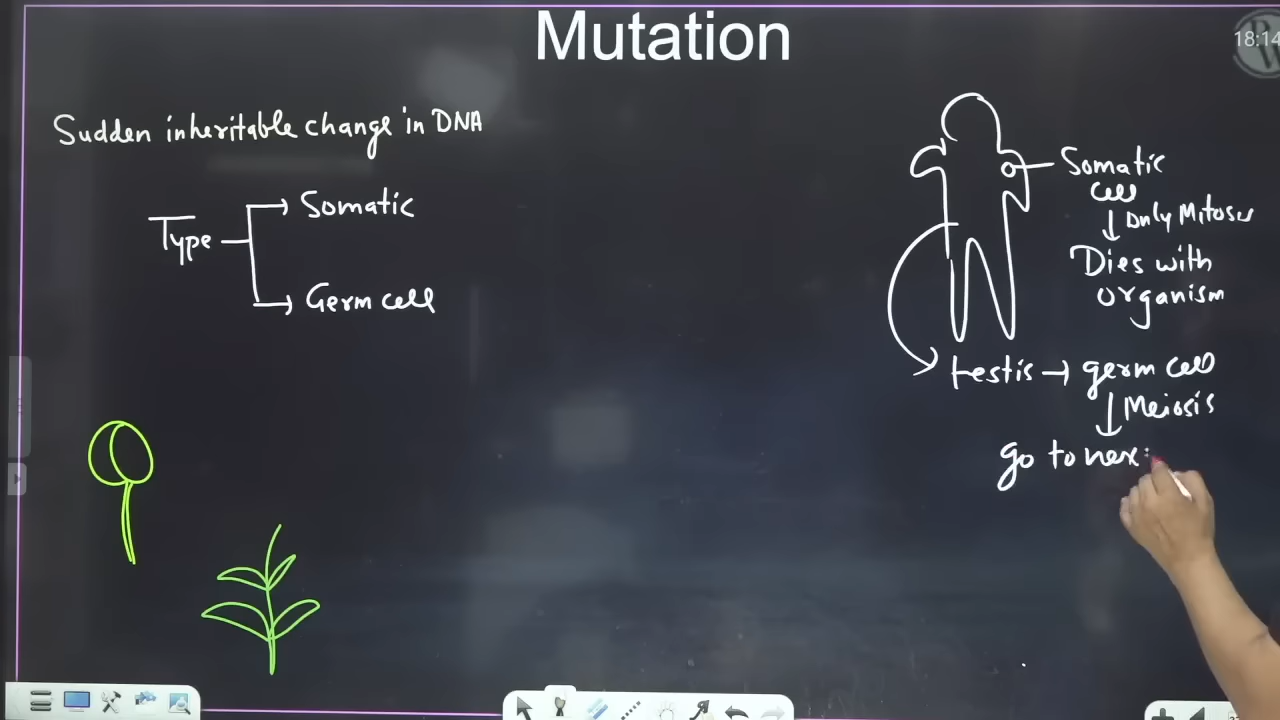 Mutation
18:14
Sudden inheritable change in DNA
Type
Somatic
Germ cell
Somatic
cell
Only Mitosis
Dies with
organism
testis → germ cell
Meiosis
go to nex